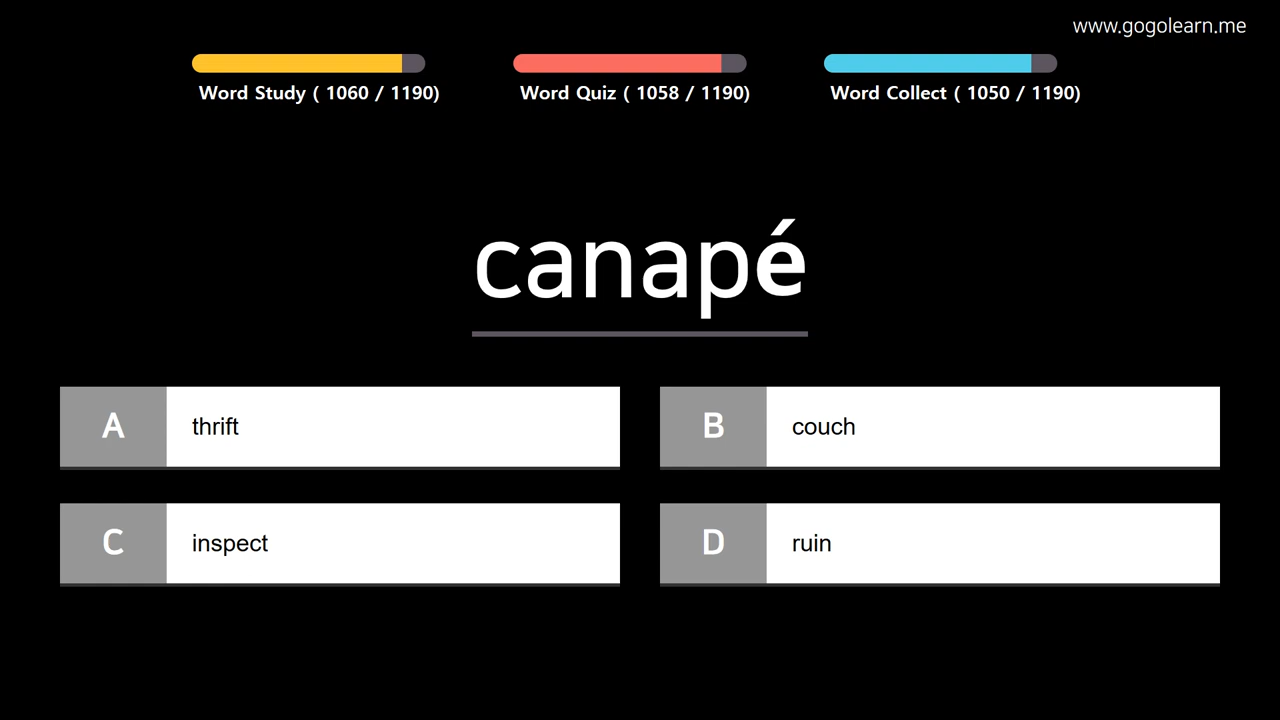 www.gogolearn.me
Word Study ( 1060 / 1190)
Word Quiz ( 1058 / 1190)
Word Collect ( 1050 / 1190)
canapé
A thrift
B couch
C inspect
D ruin